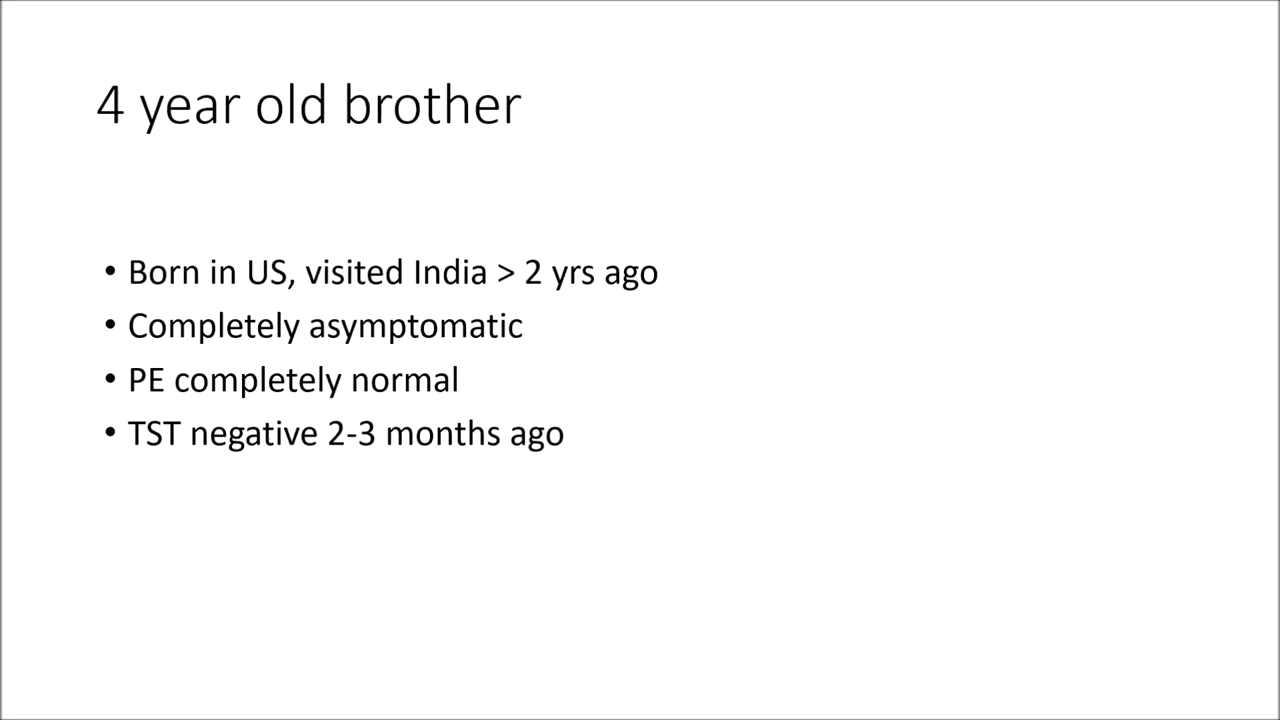 4 year old brother
• Born in US, visited India > 2 yrs ago
• Completely asymptomatic
• PE completely normal
• TST negative 2-3 months ago